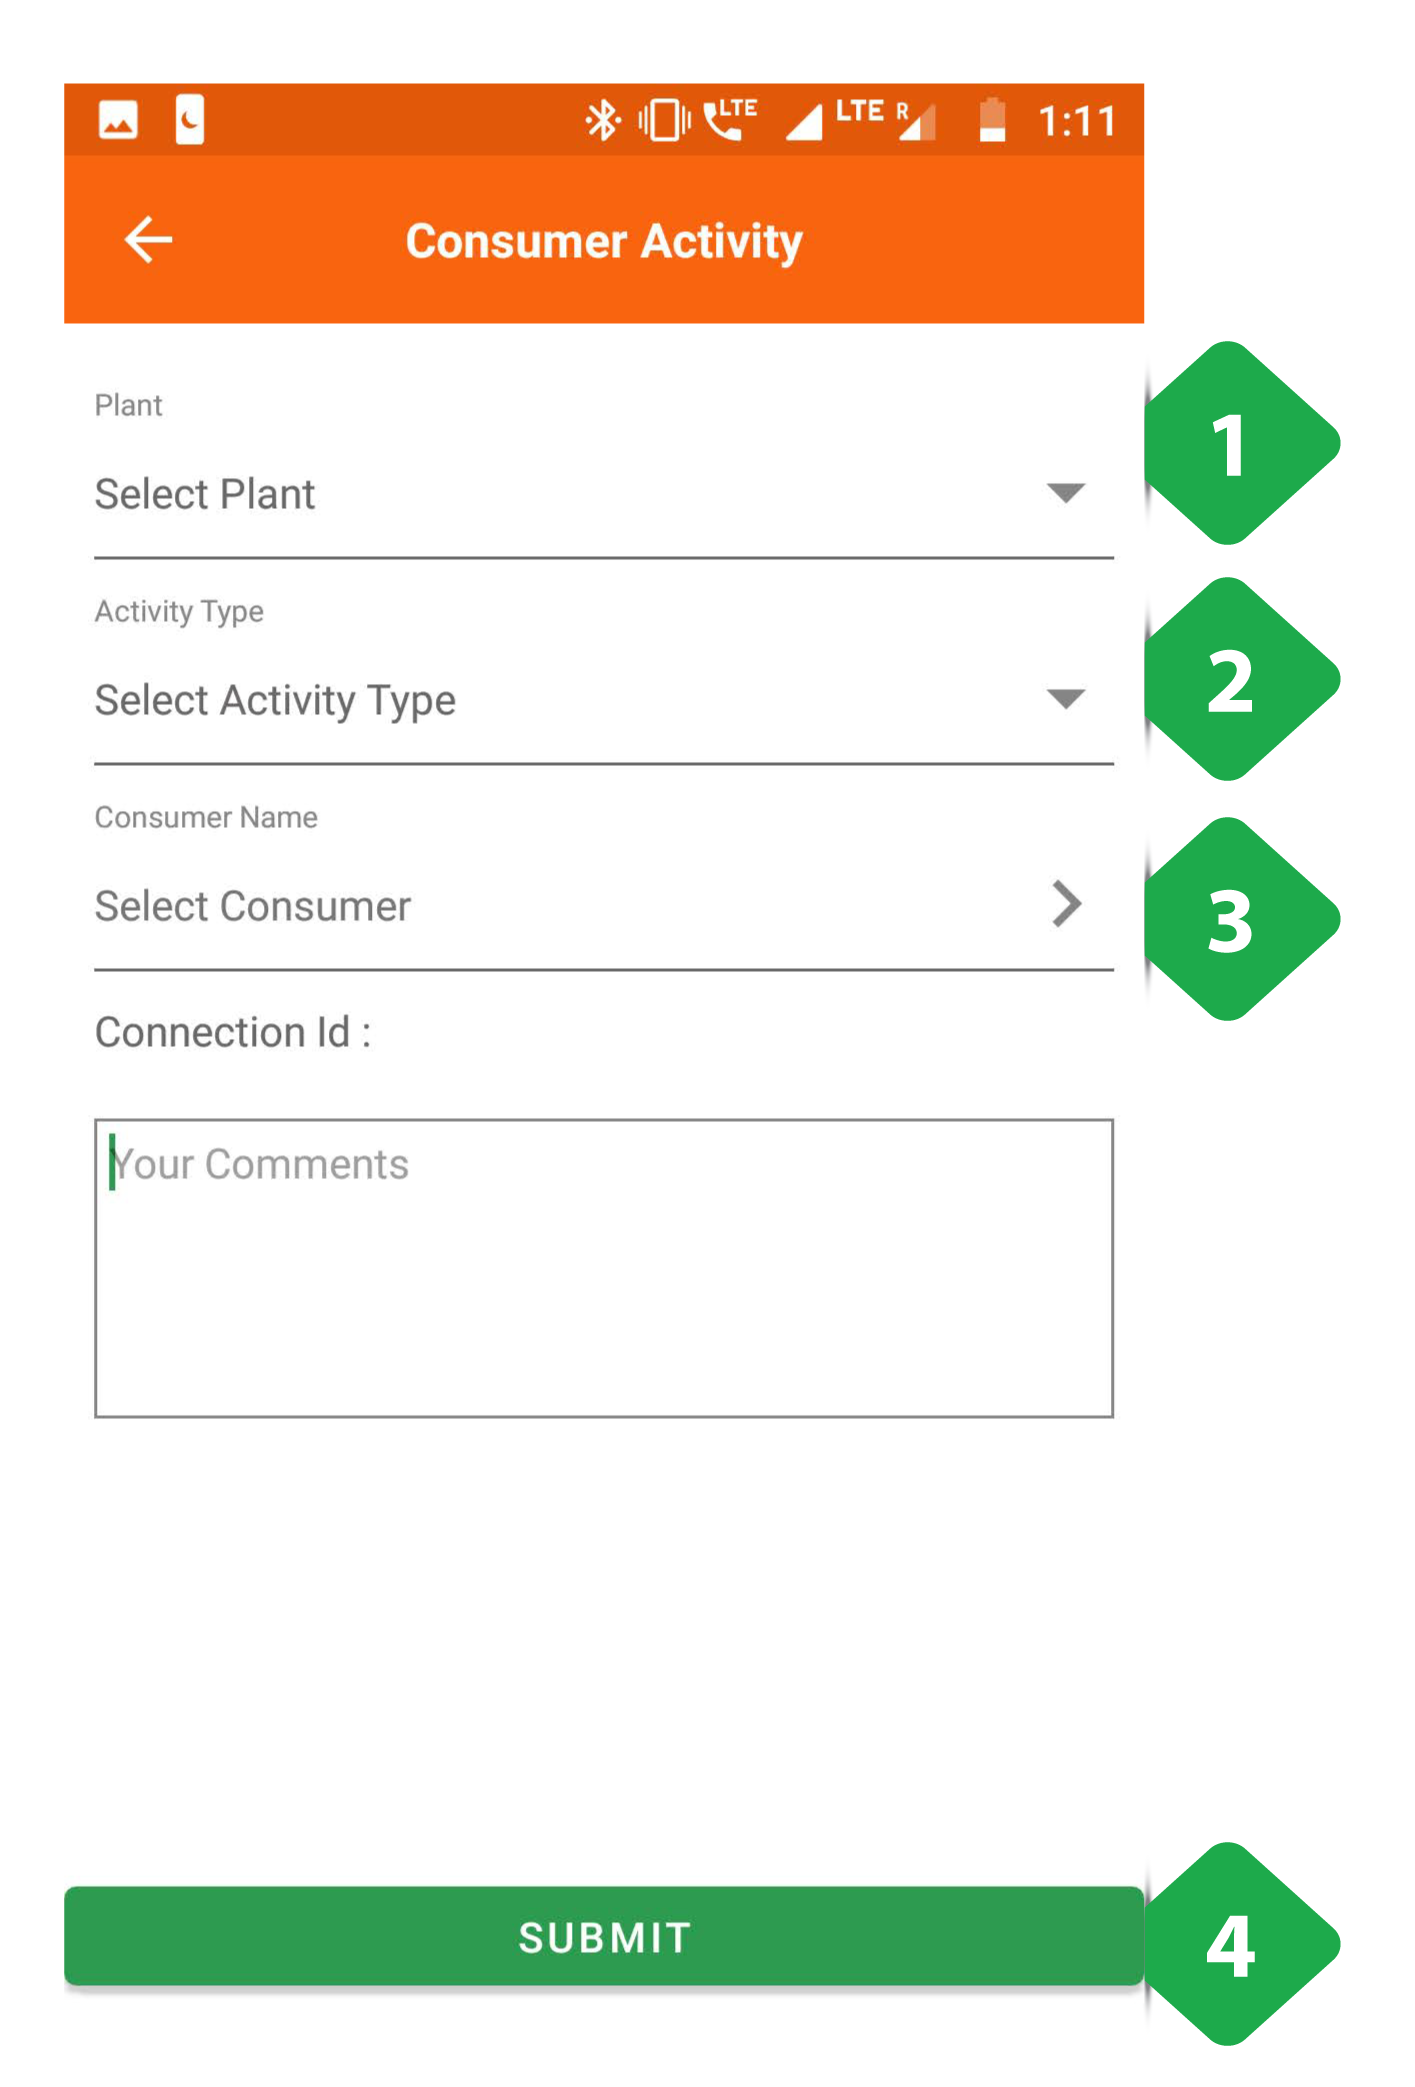 LTE LTE R 1:11
Consumer Activity
Plant
1
Select Plant
Activity Type
2
Select Activity Type
Consumer Name
3
Select Consumer
Connection Id :
Your Comments
SUBMIT
4